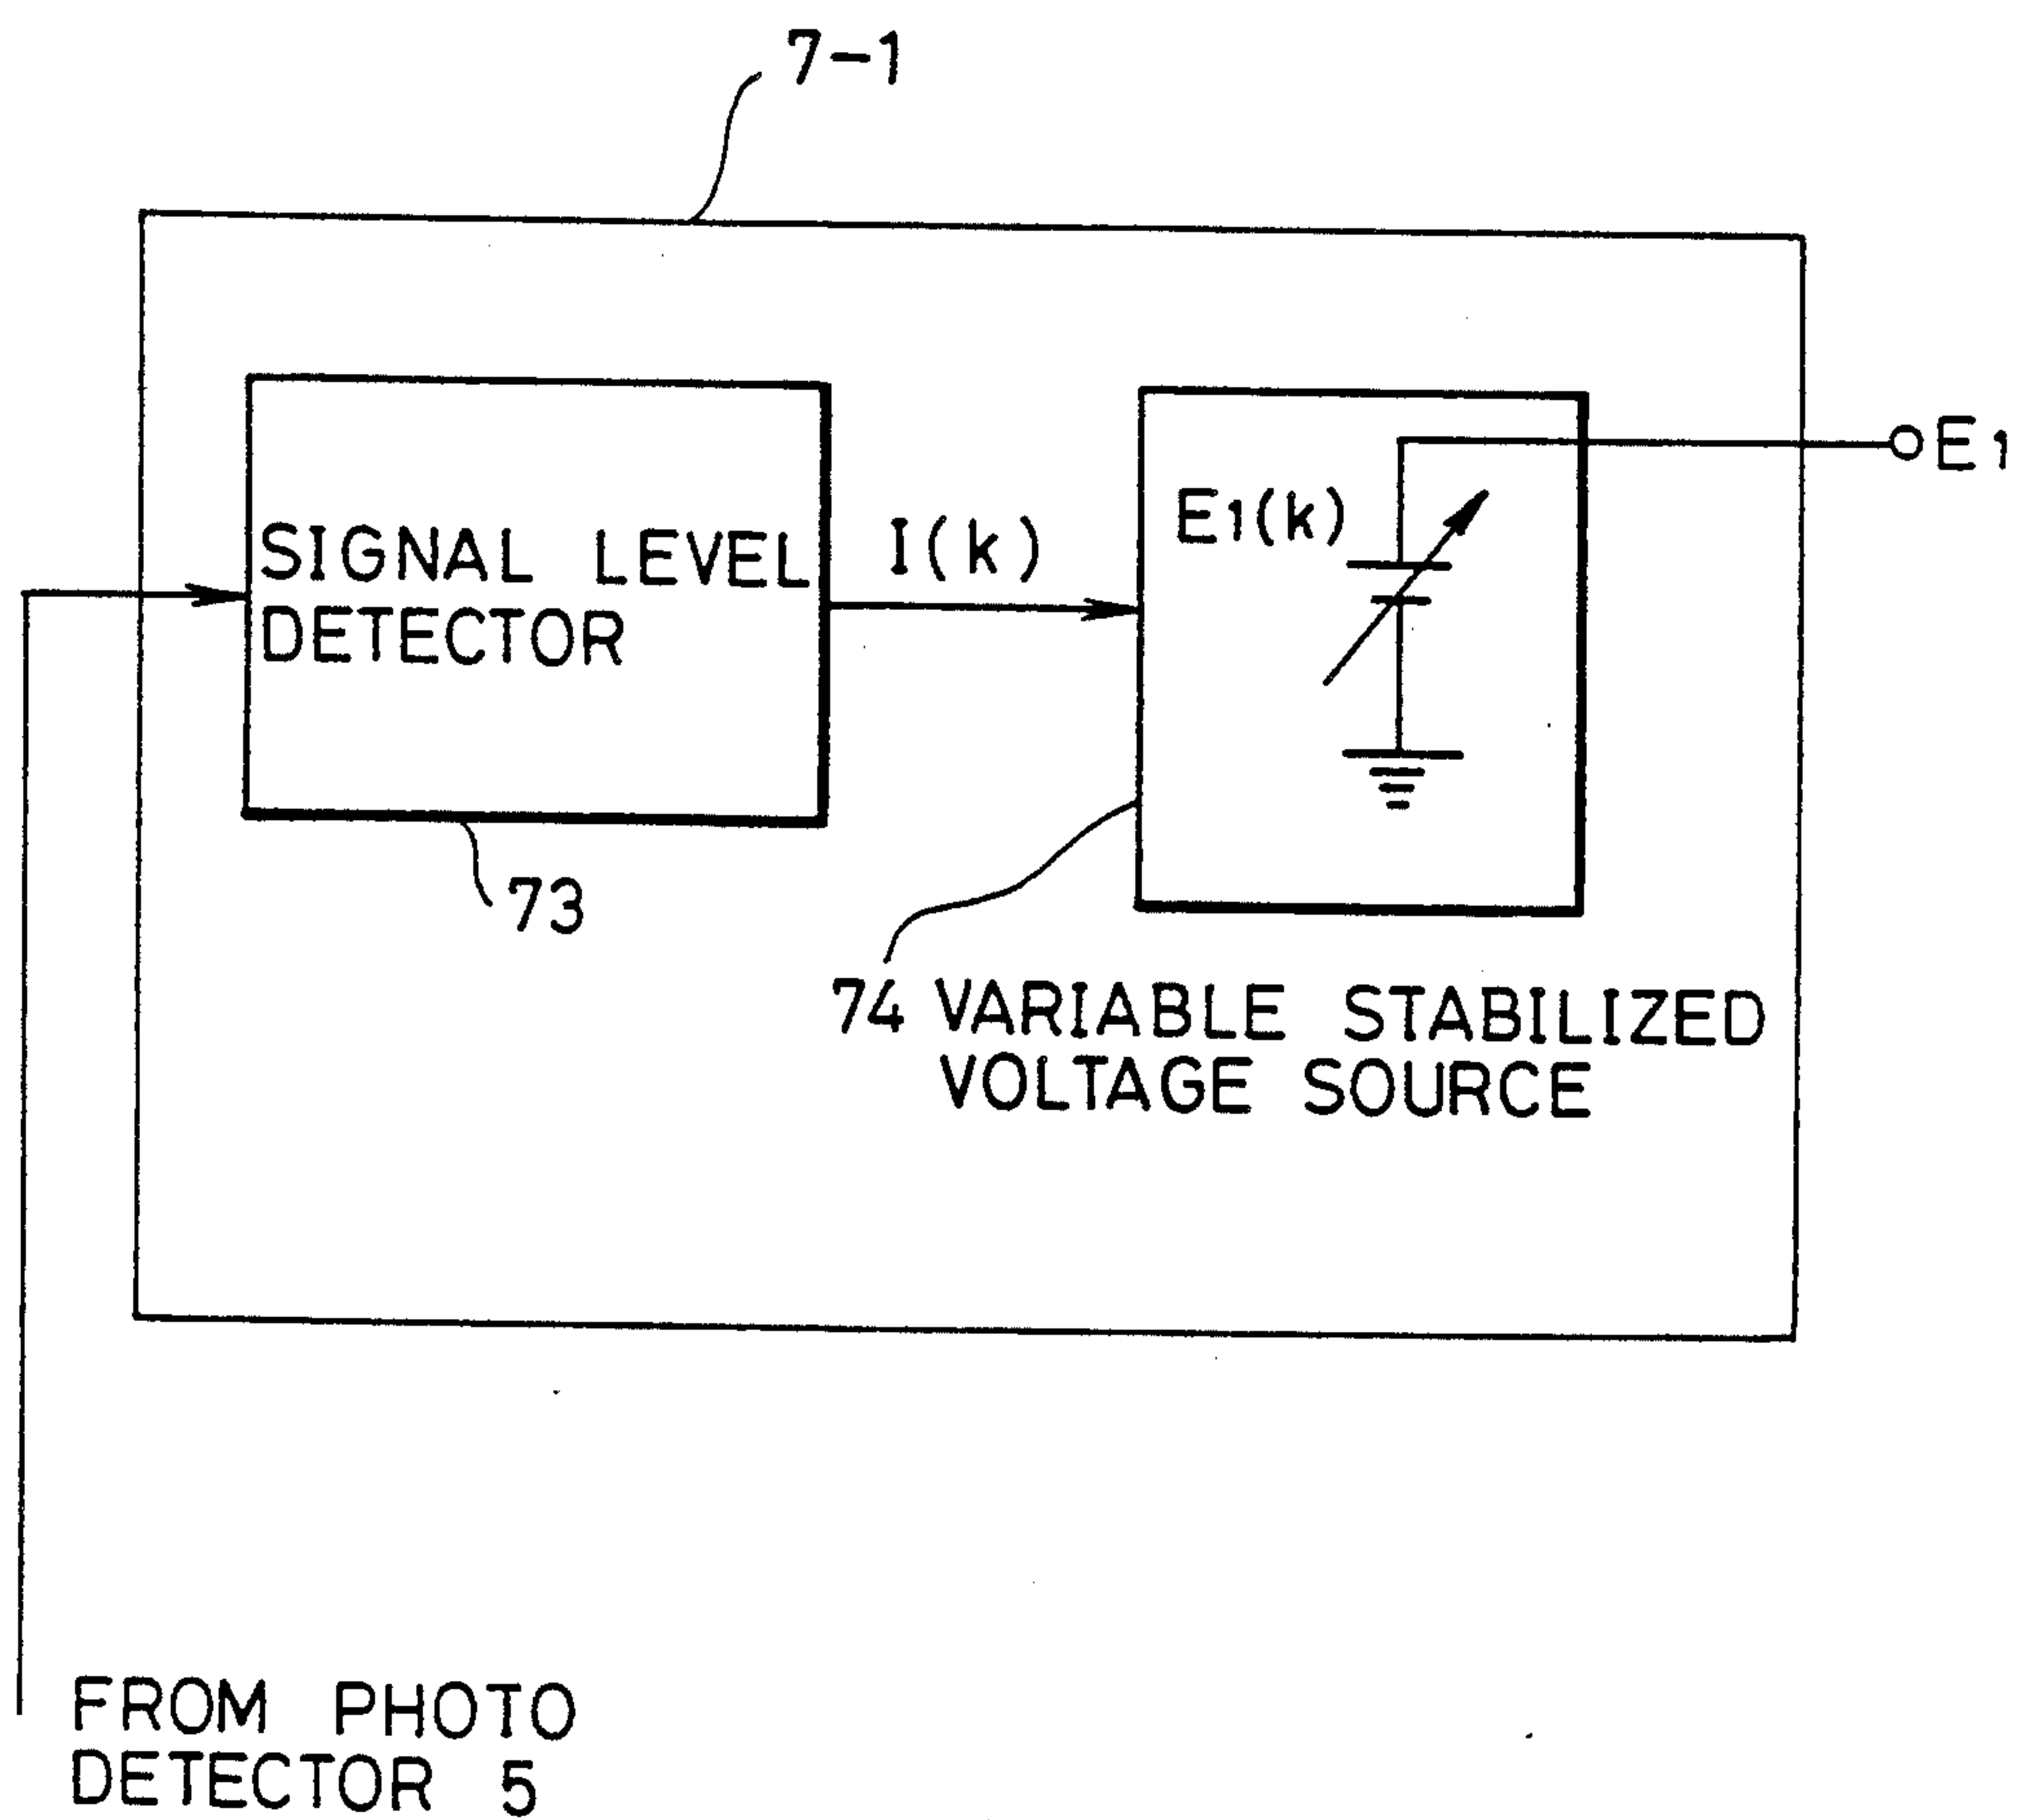 7-1
E1
E1(k)
I(k)
SIGNAL LEVEL
DETECTOR
73
74 VARIABLE STABILIZED
VOLTAGE SOURCE
FROM PHOTO
DETECTOR 5